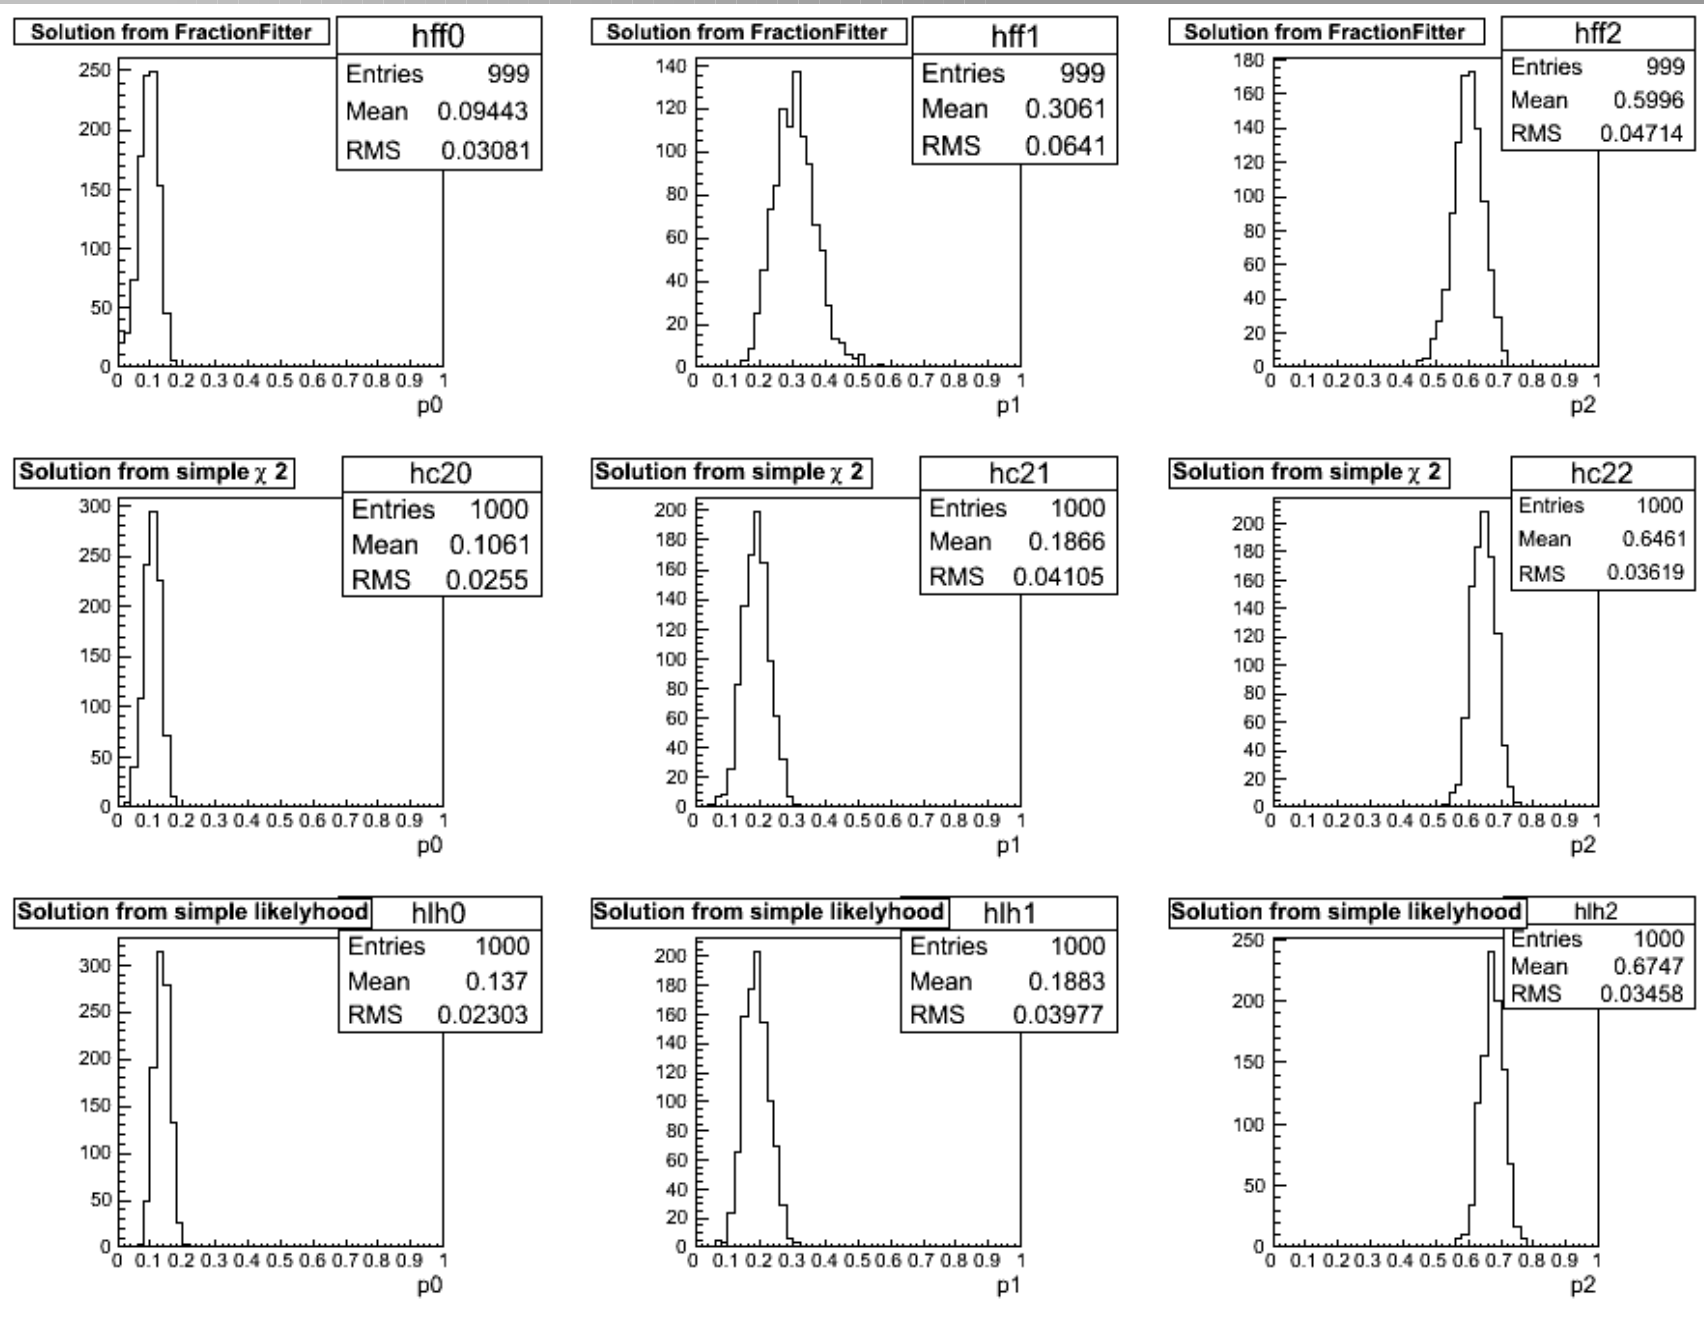 Solution from FractionFitter
hff0
Entries 999
Mean 0.09443
RMS 0.03081
250
200
150
100
50
0
0 0.1 0.2 0.3 0.4 0.5 0.6 0.7 0.8 0.9 1
p0
Solution from FractionFitter
hff1
Entries 999
Mean 0.3061
RMS 0.0641
140
120
100
80
60
40
20
0
0 0.1 0.2 0.3 0.4 0.5 0.6 0.7 0.8 0.9 1
p1
Solution from FractionFitter
hff2
Entries 999
Mean 0.5996
RMS 0.04714
180
160
140
120
100
80
60
40
20
0
0 0.1 0.2 0.3 0.4 0.5 0.6 0.7 0.8 0.9 1
p2
Solution from simple χ 2
hc20
Entries 1000
Mean 0.1061
RMS 0.0255
300
250
200
150
100
50
0
0 0.1 0.2 0.3 0.4 0.5 0.6 0.7 0.8 0.9 1
p0
Solution from simple χ 2
hc21
Entries 1000
Mean 0.1866
RMS 0.04105
200
180
160
140
120
100
80
60
40
20
0
0 0.1 0.2 0.3 0.4 0.5 0.6 0.7 0.8 0.9 1
p1
Solution from simple χ 2
hc22
Entries 1000
Mean 0.6461
RMS 0.03619
200
180
160
140
120
100
80
60
40
20
0
0 0.1 0.2 0.3 0.4 0.5 0.6 0.7 0.8 0.9 1
p2
Solution from simple likelyhood
hlh0
Entries 1000
Mean 0.137
RMS 0.02303
300
250
200
150
100
50
0
0 0.1 0.2 0.3 0.4 0.5 0.6 0.7 0.8 0.9 1
p0
Solution from simple likelyhood
hlh1
Entries 1000
Mean 0.1883
RMS 0.03977
200
180
160
140
120
100
80
60
40
20
0
0 0.1 0.2 0.3 0.4 0.5 0.6 0.7 0.8 0.9 1
p1
Solution from simple likelyhood
hlh2
Entries 1000
Mean 0.6747
RMS 0.03458
250
200
150
100
50
0
0 0.1 0.2 0.3 0.4 0.5 0.6 0.7 0.8 0.9 1
p2